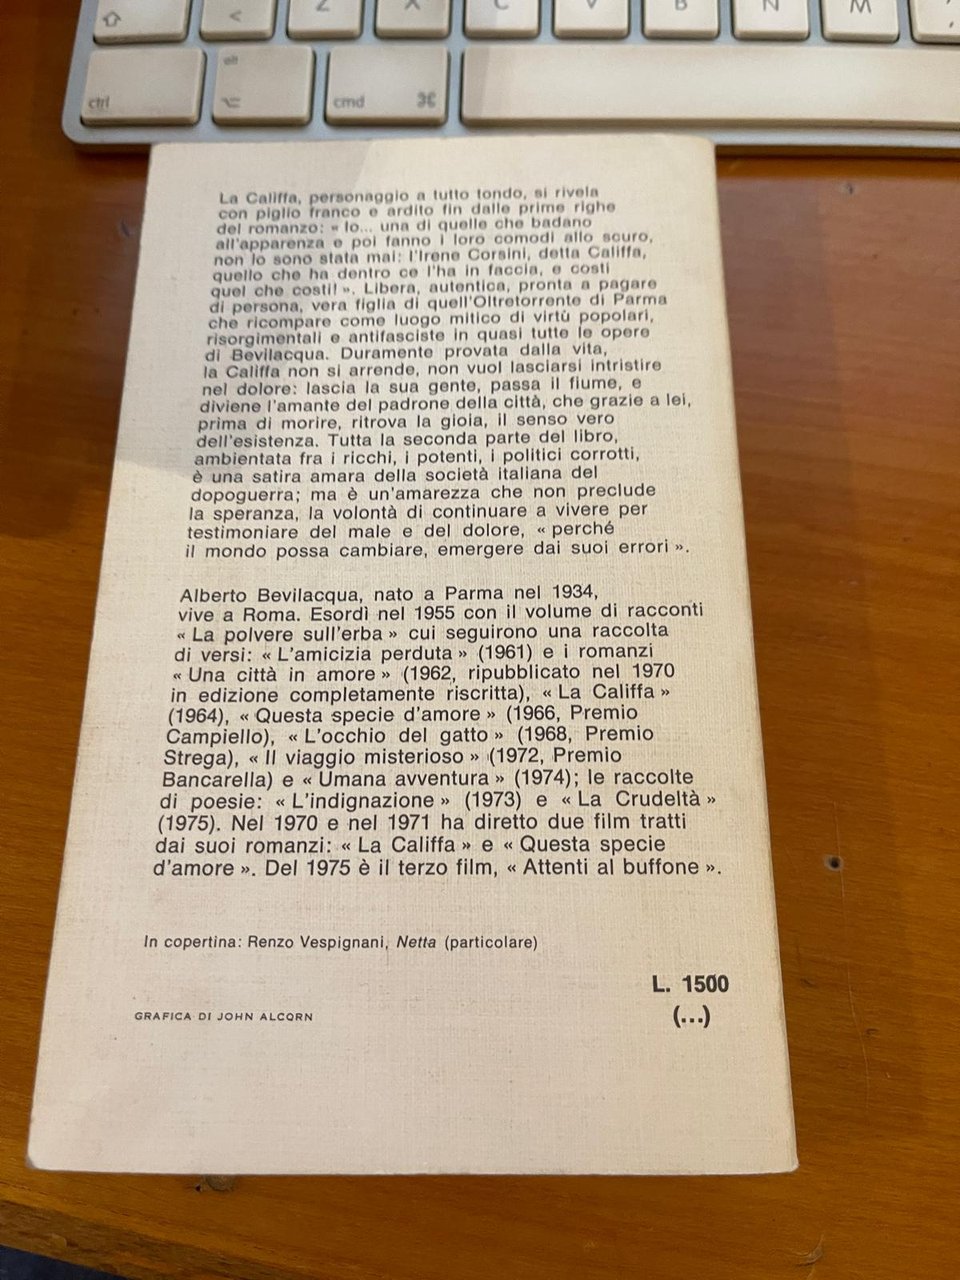 Z X C V B N M
<
ctrl alt cmd ⌘
⌥
La Califfa, personaggio a tutto tondo, si rivela
con piglio franco e ardito fin dalle prime righe
del romanzo: « Io... una di quelle che badano
all'apparenza e poi fanno i loro comodi allo scuro,
non lo sono stata mai: l'Irene Corsini, detta Califfa,
quello che ha dentro ce l'ha in faccia, e costi
quel che costi! ». Libera, autentica, pronta a pagare
di persona, vera figlia di quell'Oltretorrente di Parma
che ricompare come luogo mitico di virtù popolari,
risorgimentali e antifasciste in quasi tutte le opere
di Bevilacqua. Duramente provata dalla vita,
la Califfa non si arrende, non vuol lasciarsi intristire
nel dolore: lascia la sua gente, passa il fiume, e
diviene l'amante del padrone della città, che grazie a lei,
prima di morire, ritrova la gioia, il senso vero
dell'esistenza. Tutta la seconda parte del libro,
ambientata fra i ricchi, i potenti, i politici corrotti,
è una satira amara della società italiana del
dopoguerra; ma è un'amarezza che non preclude
la speranza, la volontà di continuare a vivere per
testimoniare del male e del dolore, « perché
il mondo possa cambiare, emergere dai suoi errori ».
Alberto Bevilacqua, nato a Parma nel 1934,
vive a Roma. Esordì nel 1955 con il volume di racconti
« La polvere sull'erba » cui seguirono una raccolta
di versi: « L'amicizia perduta » (1961) e i romanzi
« Una città in amore » (1962, ripubblicato nel 1970
in edizione completamente riscritta), « La Califfa »
(1964), « Questa specie d'amore » (1966, Premio
Campiello), « L'occhio del gatto » (1968, Premio
Strega), « Il viaggio misterioso » (1972, Premio
Bancarella) e « Umana avventura » (1974); le raccolte
di poesie: « L'indignazione » (1973) e « La Crudeltà »
(1975). Nel 1970 e nel 1971 ha diretto due film tratti
dai suoi romanzi: « La Califfa » e « Questa specie
d'amore ». Del 1975 è il terzo film, « Attenti al buffone ».
In copertina: Renzo Vespignani, Netta (particolare)
L. 1500
(...)
GRAFICA DI JOHN ALCORN